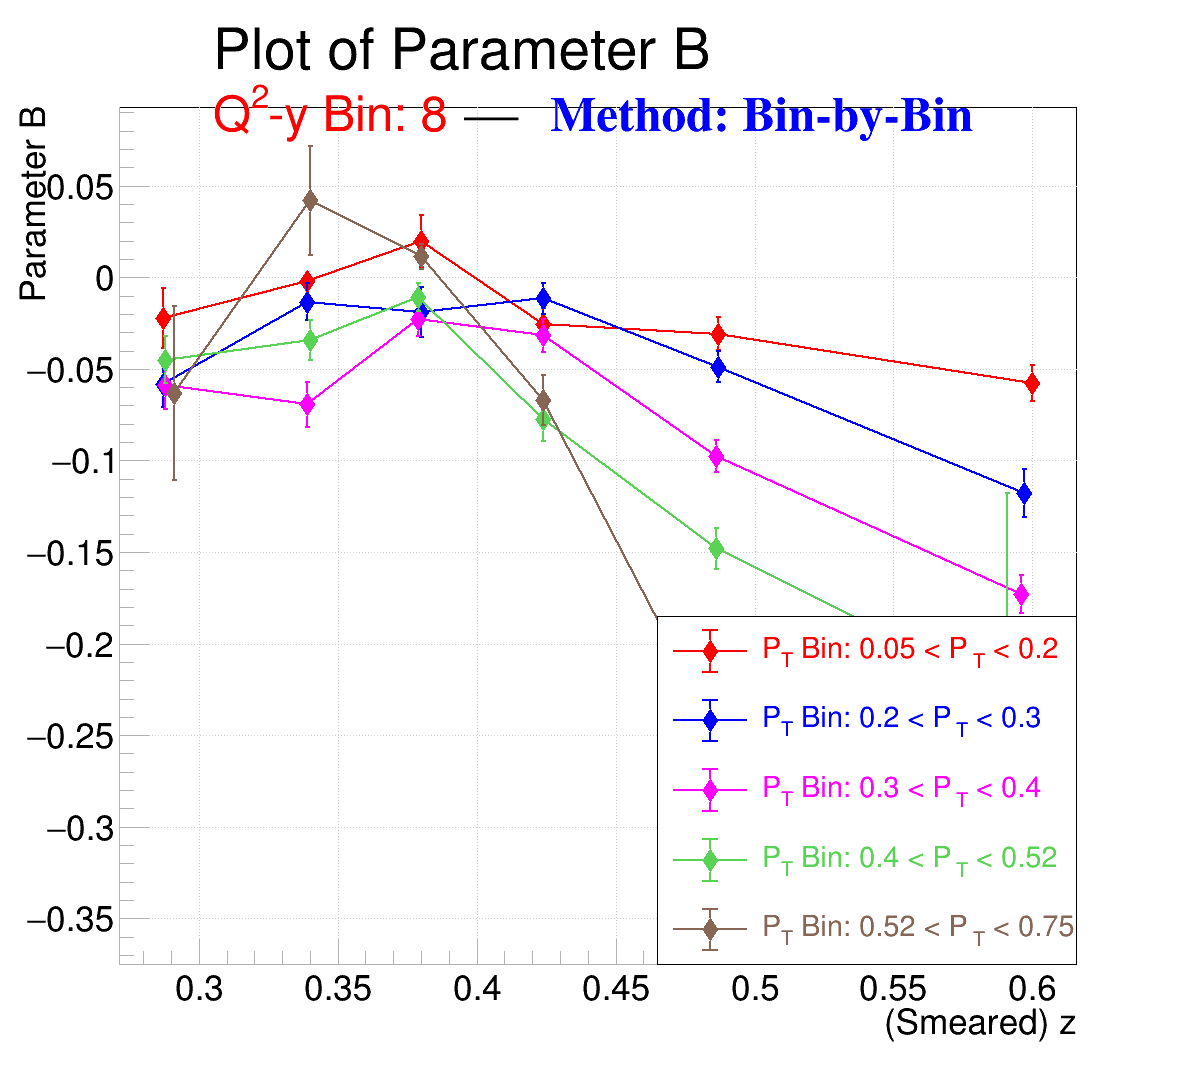 Plot of Parameter B
Q2-y Bin: 8 — Method: Bin-by-Bin
Parameter B
0.05
0
−0.05
−0.1
−0.15
−0.2
−0.25
−0.3
−0.35
PT Bin: 0.05 < PT < 0.2
PT Bin: 0.2 < PT < 0.3
PT Bin: 0.3 < PT < 0.4
PT Bin: 0.4 < PT < 0.52
PT Bin: 0.52 < PT < 0.75
0.3 0.35 0.4 0.45 0.5 0.55 0.6
(Smeared) z